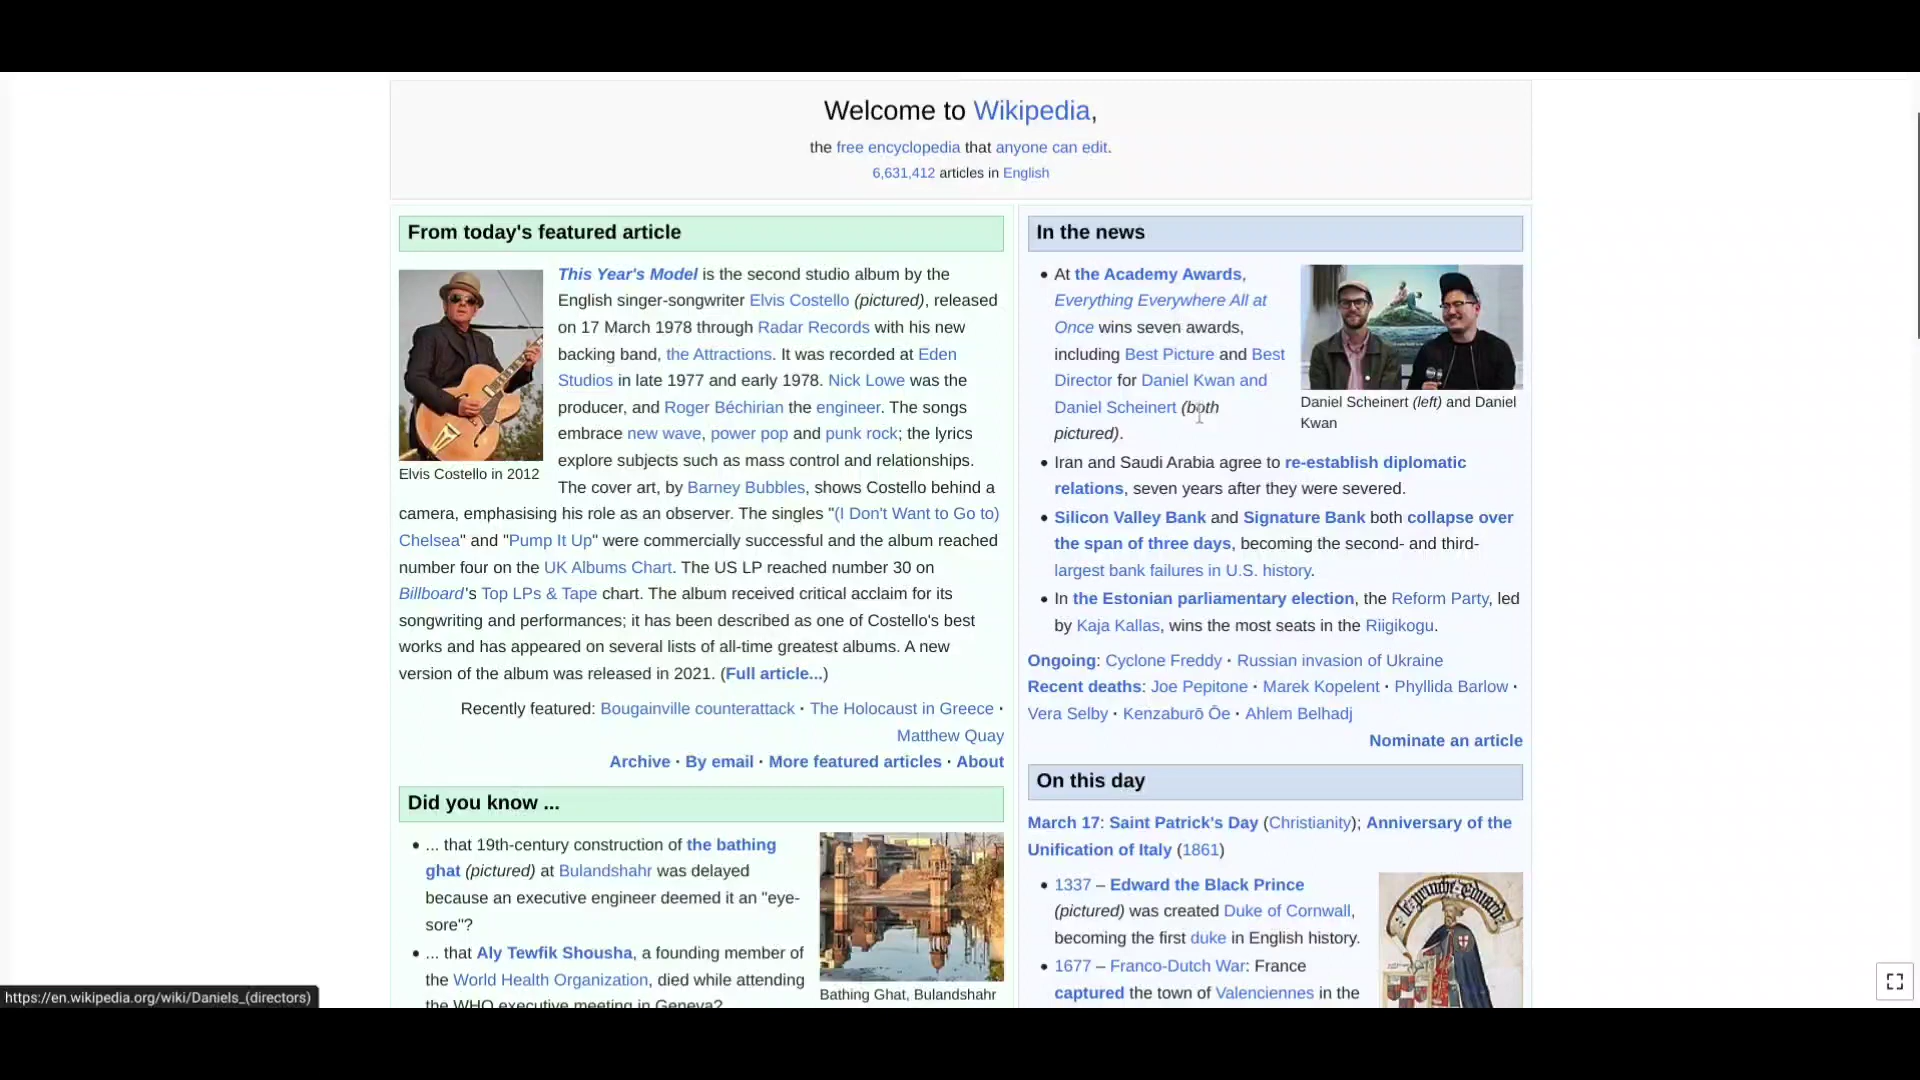 Welcome to Wikipedia,
the free encyclopedia that anyone can edit.
6,631,412 articles in English
From today's featured article
This Year's Model is the second studio album by the
English singer-songwriter Elvis Costello (pictured), released
on 17 March 1978 through Radar Records with his new
backing band, the Attractions. It was recorded at Eden
Studios in late 1977 and early 1978. Nick Lowe was the
producer, and Roger Béchirian the engineer. The songs
embrace new wave, power pop and punk rock; the lyrics
explore subjects such as mass control and relationships.
Elvis Costello in 2012
The cover art, by Barney Bubbles, shows Costello behind a
camera, emphasising his role as an observer. The singles "(I Don't Want to Go to)
Chelsea" and "Pump It Up" were commercially successful and the album reached
number four on the UK Albums Chart. The US LP reached number 30 on
Billboard's Top LPs & Tape chart. The album received critical acclaim for its
songwriting and performances; it has been described as one of Costello's best
works and has appeared on several lists of all-time greatest albums. A new
version of the album was released in 2021. (Full article...)
Recently featured: Bougainville counterattack · The Holocaust in Greece ·
Matthew Quay
Archive · By email · More featured articles · About
Did you know ...
... that 19th-century construction of the bathing
ghat (pictured) at Bulandshahr was delayed
because an executive engineer deemed it an "eye-
sore"?
... that Aly Tewfik Shousha, a founding member of
the World Health Organization, died while attending
the WHO executive meeting in Geneva?
Bathing Ghat, Bulandshahr
In the news
At the Academy Awards,
Everything Everywhere All at
Once wins seven awards,
including Best Picture and Best
Director for Daniel Kwan and
Daniel Scheinert (both
pictured).
Daniel Scheinert (left) and Daniel
Kwan
Iran and Saudi Arabia agree to re-establish diplomatic
relations, seven years after they were severed.
Silicon Valley Bank and Signature Bank both collapse over
the span of three days, becoming the second- and third-
largest bank failures in U.S. history.
In the Estonian parliamentary election, the Reform Party, led
by Kaja Kallas, wins the most seats in the Riigikogu.
Ongoing: Cyclone Freddy · Russian invasion of Ukraine
Recent deaths: Joe Pepitone · Marek Kopelent · Phyllida Barlow ·
Vera Selby · Kenzaburō Ōe · Ahlem Belhadj
Nominate an article
On this day
March 17: Saint Patrick's Day (Christianity); Anniversary of the
Unification of Italy (1861)
1337 – Edward the Black Prince
(pictured) was created Duke of Cornwall,
becoming the first duke in English history.
1677 – Franco-Dutch War: France
captured the town of Valenciennes in the
https://en.wikipedia.org/wiki/Daniels_(directors)